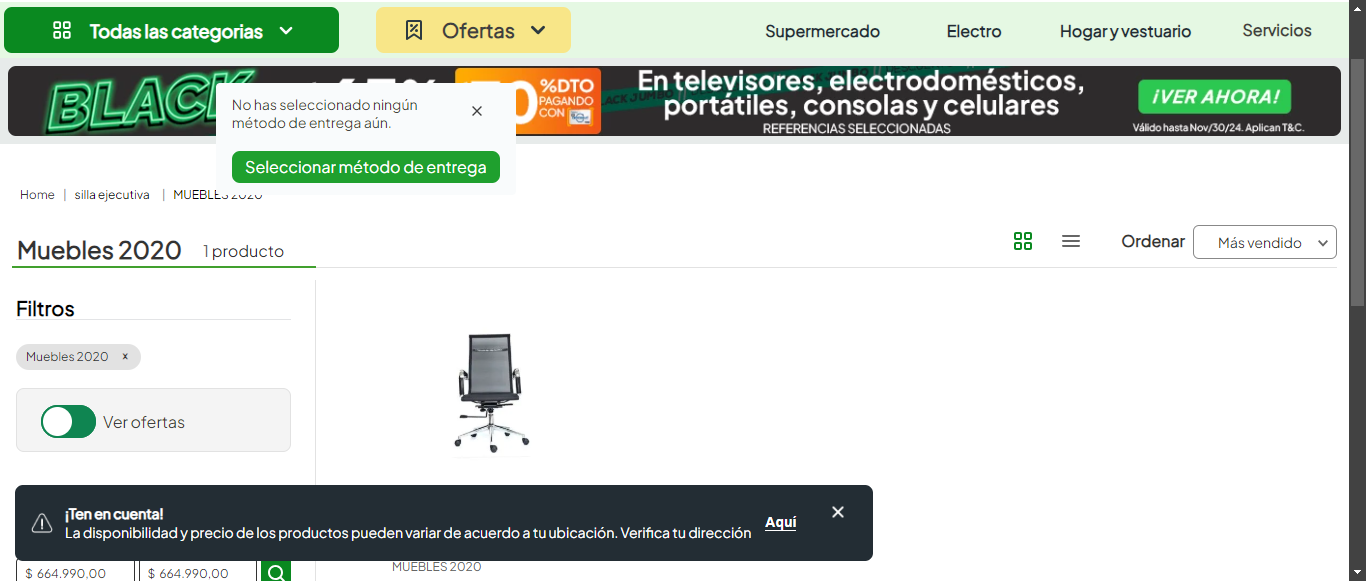 Todas las categorias
Ofertas
Supermercado
Electro
Hogar y vestuario
Servicios
BLACK
%DTO
PAGANDO
CON
En televisores, electrodomésticos,
portátiles, consolas y celulares
REFERENCIAS SELECCIONADAS
¡VER AHORA!
Válido hasta Nov/30/24. Aplican T&C.
No has seleccionado ningún
método de entrega aún.
Seleccionar método de entrega
Home | silla ejecutiva | MUEBLES 2020
Muebles 2020 1 producto
Ordenar Más vendido
Filtros
Muebles 2020 x
Ver ofertas
¡Ten en cuenta!
La disponibilidad y precio de los productos pueden variar de acuerdo a tu ubicación. Verifica tu dirección
Aquí
$ 664.990,00 $ 664.990,00
MUEBLES 2020